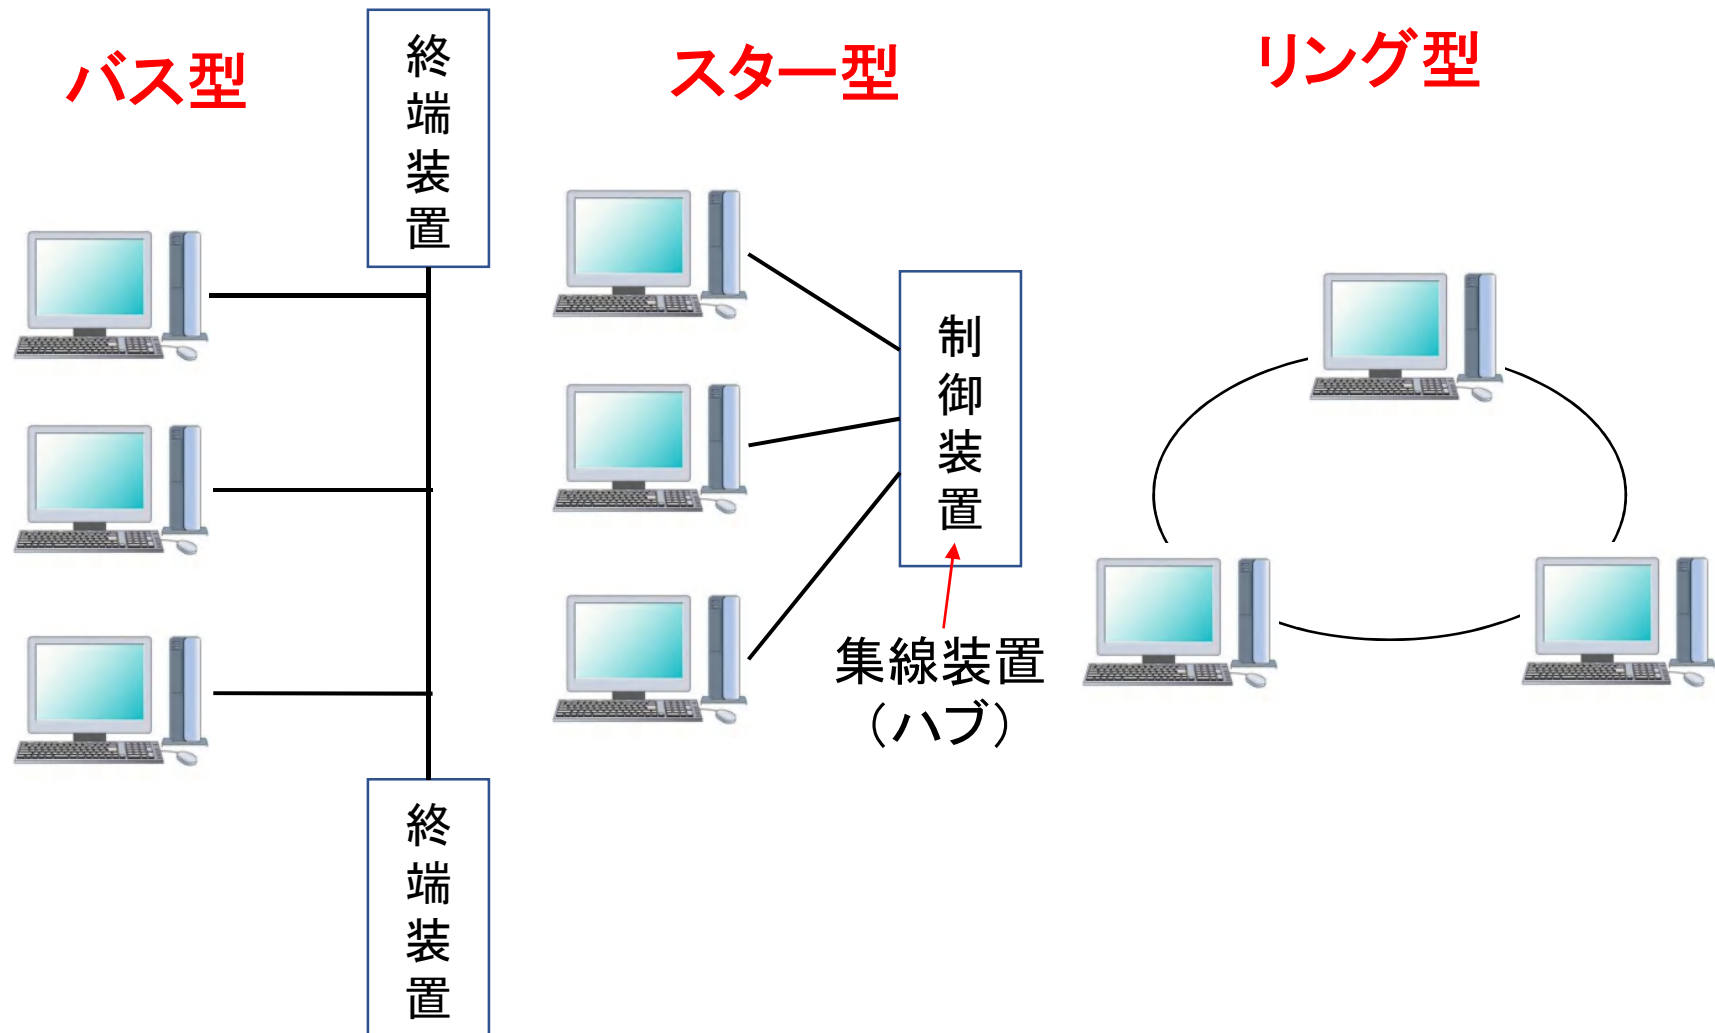 バス型
終端装置
終端装置
スター型
制御装置
集線装置
（ハブ）
リング型